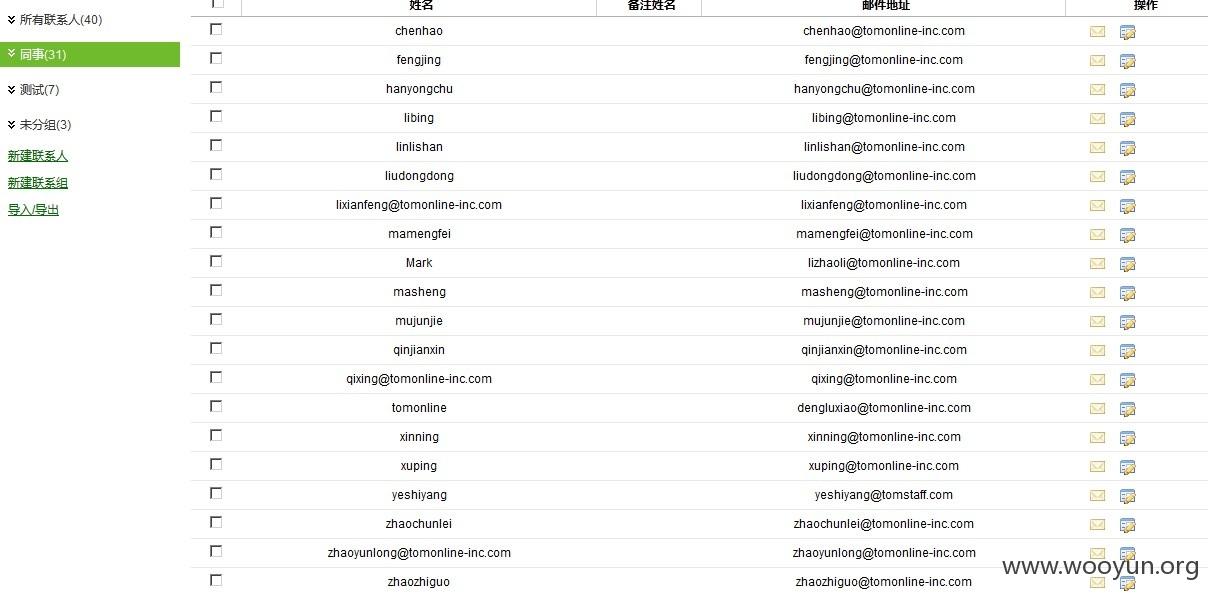 所有联系人(40)
同事(31)
测试(7)
未分组(3)
新建联系人
新建联系组
导入/导出
姓名 备注姓名 邮件地址 操作
chenhao chenhao@tomonline-inc.com
fengjing fengjing@tomonline-inc.com
hanyongchu hanyongchu@tomonline-inc.com
libing libing@tomonline-inc.com
linlishan linlishan@tomonline-inc.com
liudongdong liudongdong@tomonline-inc.com
lixianfeng@tomonline-inc.com lixianfeng@tomonline-inc.com
mamengfei mamengfei@tomonline-inc.com
Mark lizhaoli@tomonline-inc.com
masheng masheng@tomonline-inc.com
mujunjie mujunjie@tomonline-inc.com
qinjianxin qinjianxin@tomonline-inc.com
qixing@tomonline-inc.com qixing@tomonline-inc.com
tomonline dengluxiao@tomonline-inc.com
xinning xinning@tomonline-inc.com
xuping xuping@tomonline-inc.com
yeshiyang yeshiyang@tomstaff.com
zhaochunlei zhaochunlei@tomonline-inc.com
zhaoyunlong@tomonline-inc.com zhaoyunlong@tomonline-inc.com
zhaozhiguo zhaozhiguo@tomonline-inc.com
www.wooyun.org